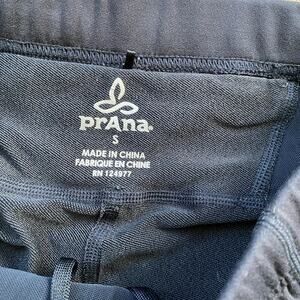 prAna
S
MADE IN CHINA
FABRIQUE EN CHINE
RN 124977